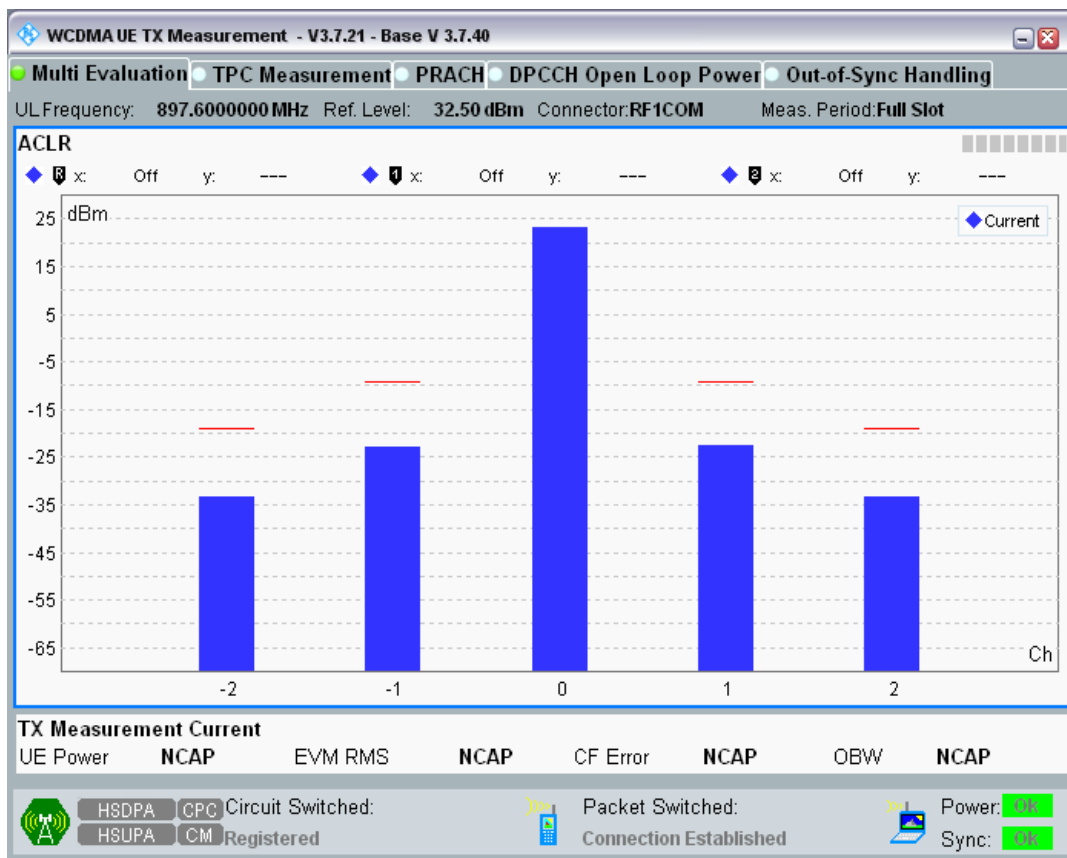 WCDMA UE TX Measurement - V3.7.21 - Base V 3.7.40
Multi Evaluation TPC Measurement PRACH DPCCH Open Loop Power Out-of-Sync Handling
UL Frequency: 897.6000000 MHz Ref. Level: 32.50 dBm Connector:RF1COM Meas. Period:Full Slot
ACLR
R x: Off y: --- 1 x: Off y: --- 2 x: Off y: ---
dBm
Current
25
15
5
-5
-15
-25
-35
-45
-55
-65
Ch
-2 -1 0 1 2
TX Measurement Current
UE Power NCAP EVM RMS NCAP CF Error NCAP OBW NCAP
HSDPA CPC Circuit Switched: Packet Switched: Power: Ok
HSUPA CM Registered Connection Established Sync: Ok